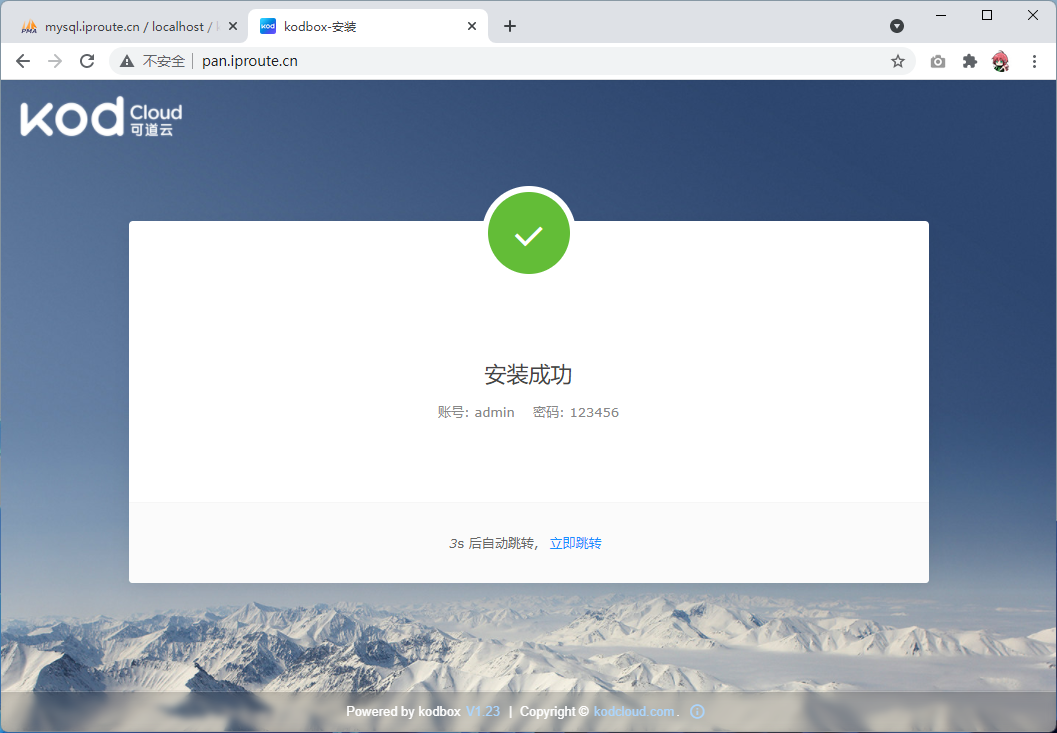 mysql.iproute.cn / localhost /
kodbox-安装
不安全 pan.iproute.cn
kod Cloud
可道云
安装成功
账号: admin 密码: 123456
3s 后自动跳转， 立即跳转
Powered by kodbox V1.23 | Copyright © kodcloud.com.